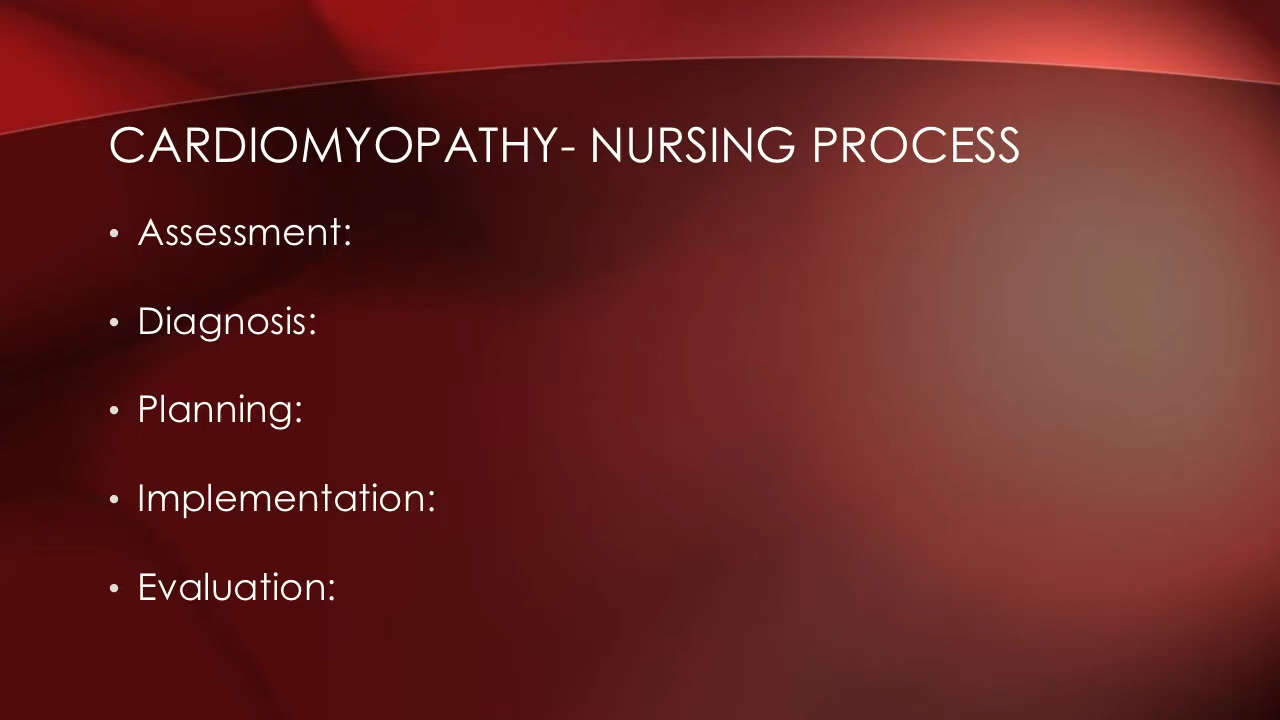 CARDIOMYOPATHY- NURSING PROCESS
• Assessment:
• Diagnosis:
• Planning:
• Implementation:
• Evaluation: